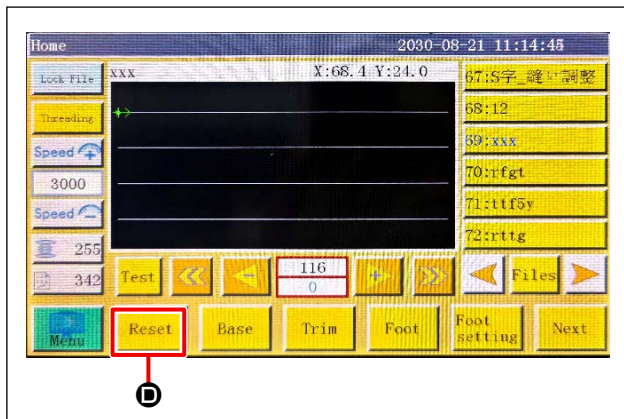 Home 2030-08-21 11:14:45
Lock File
xxx X:68.4 Y:24.0
67:S字_縫い調整
Threading
68:12
Speed
69:xxx
3000
70:rfgt
Speed
71:ttf5y
255
72:rttg
342
Test
116
0
Files
Menu
Reset
Base
Trim
Foot
Foot setting
Next
D